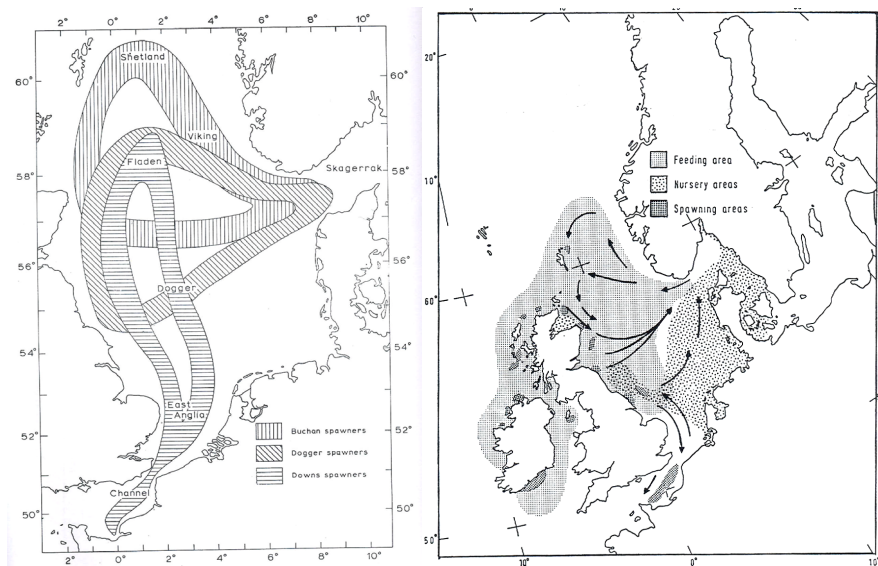 2° 0° 2° 4° 6° 8° 10°
60°
58°
56°
54°
52°
50°
60°
58°
56°
54°
52°
50°
Shetland
Viking
Fladen
Skagerrak
Dogger
East
Anglia
Channel
Buchan spawners
Dogger spawners
Downs spawners
2° 0° 2° 4° 6° 8° 10°
20°
10°
60°
50°
Feeding area
Nursery areas
Spawning areas
10° 0° 10